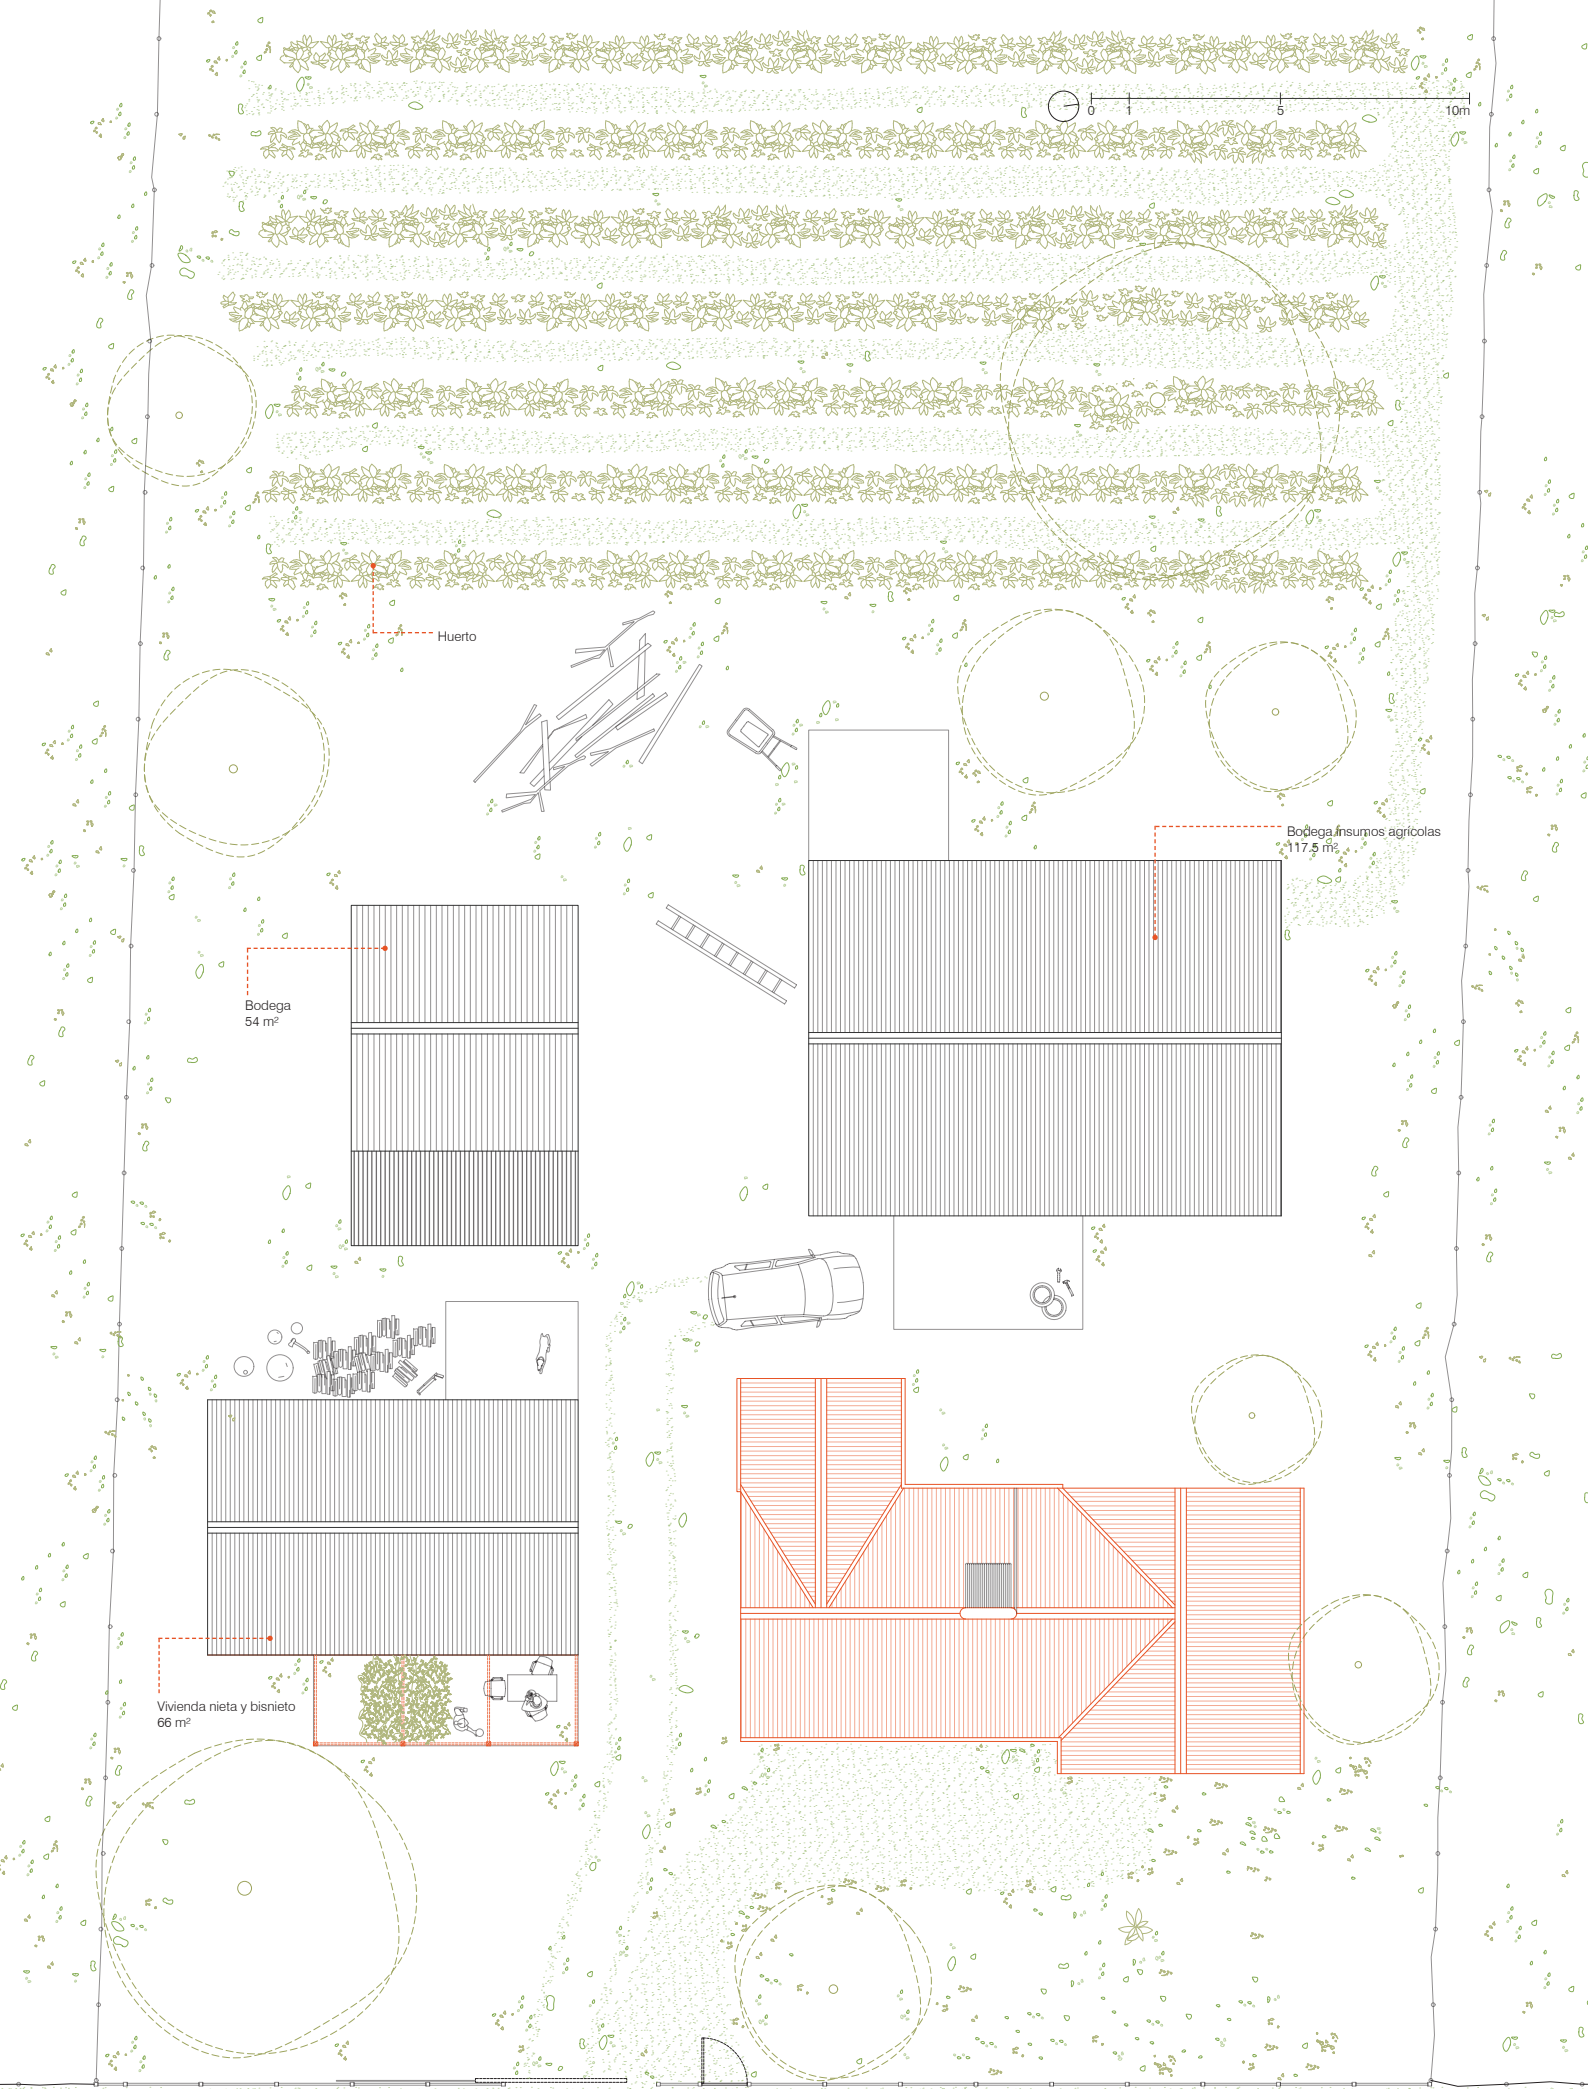 0 1 5 10m
Huerto
Bodega insumos agrícolas
117.5 m²
Bodega
54 m²
Vivienda nieta y bisnieto
66 m²